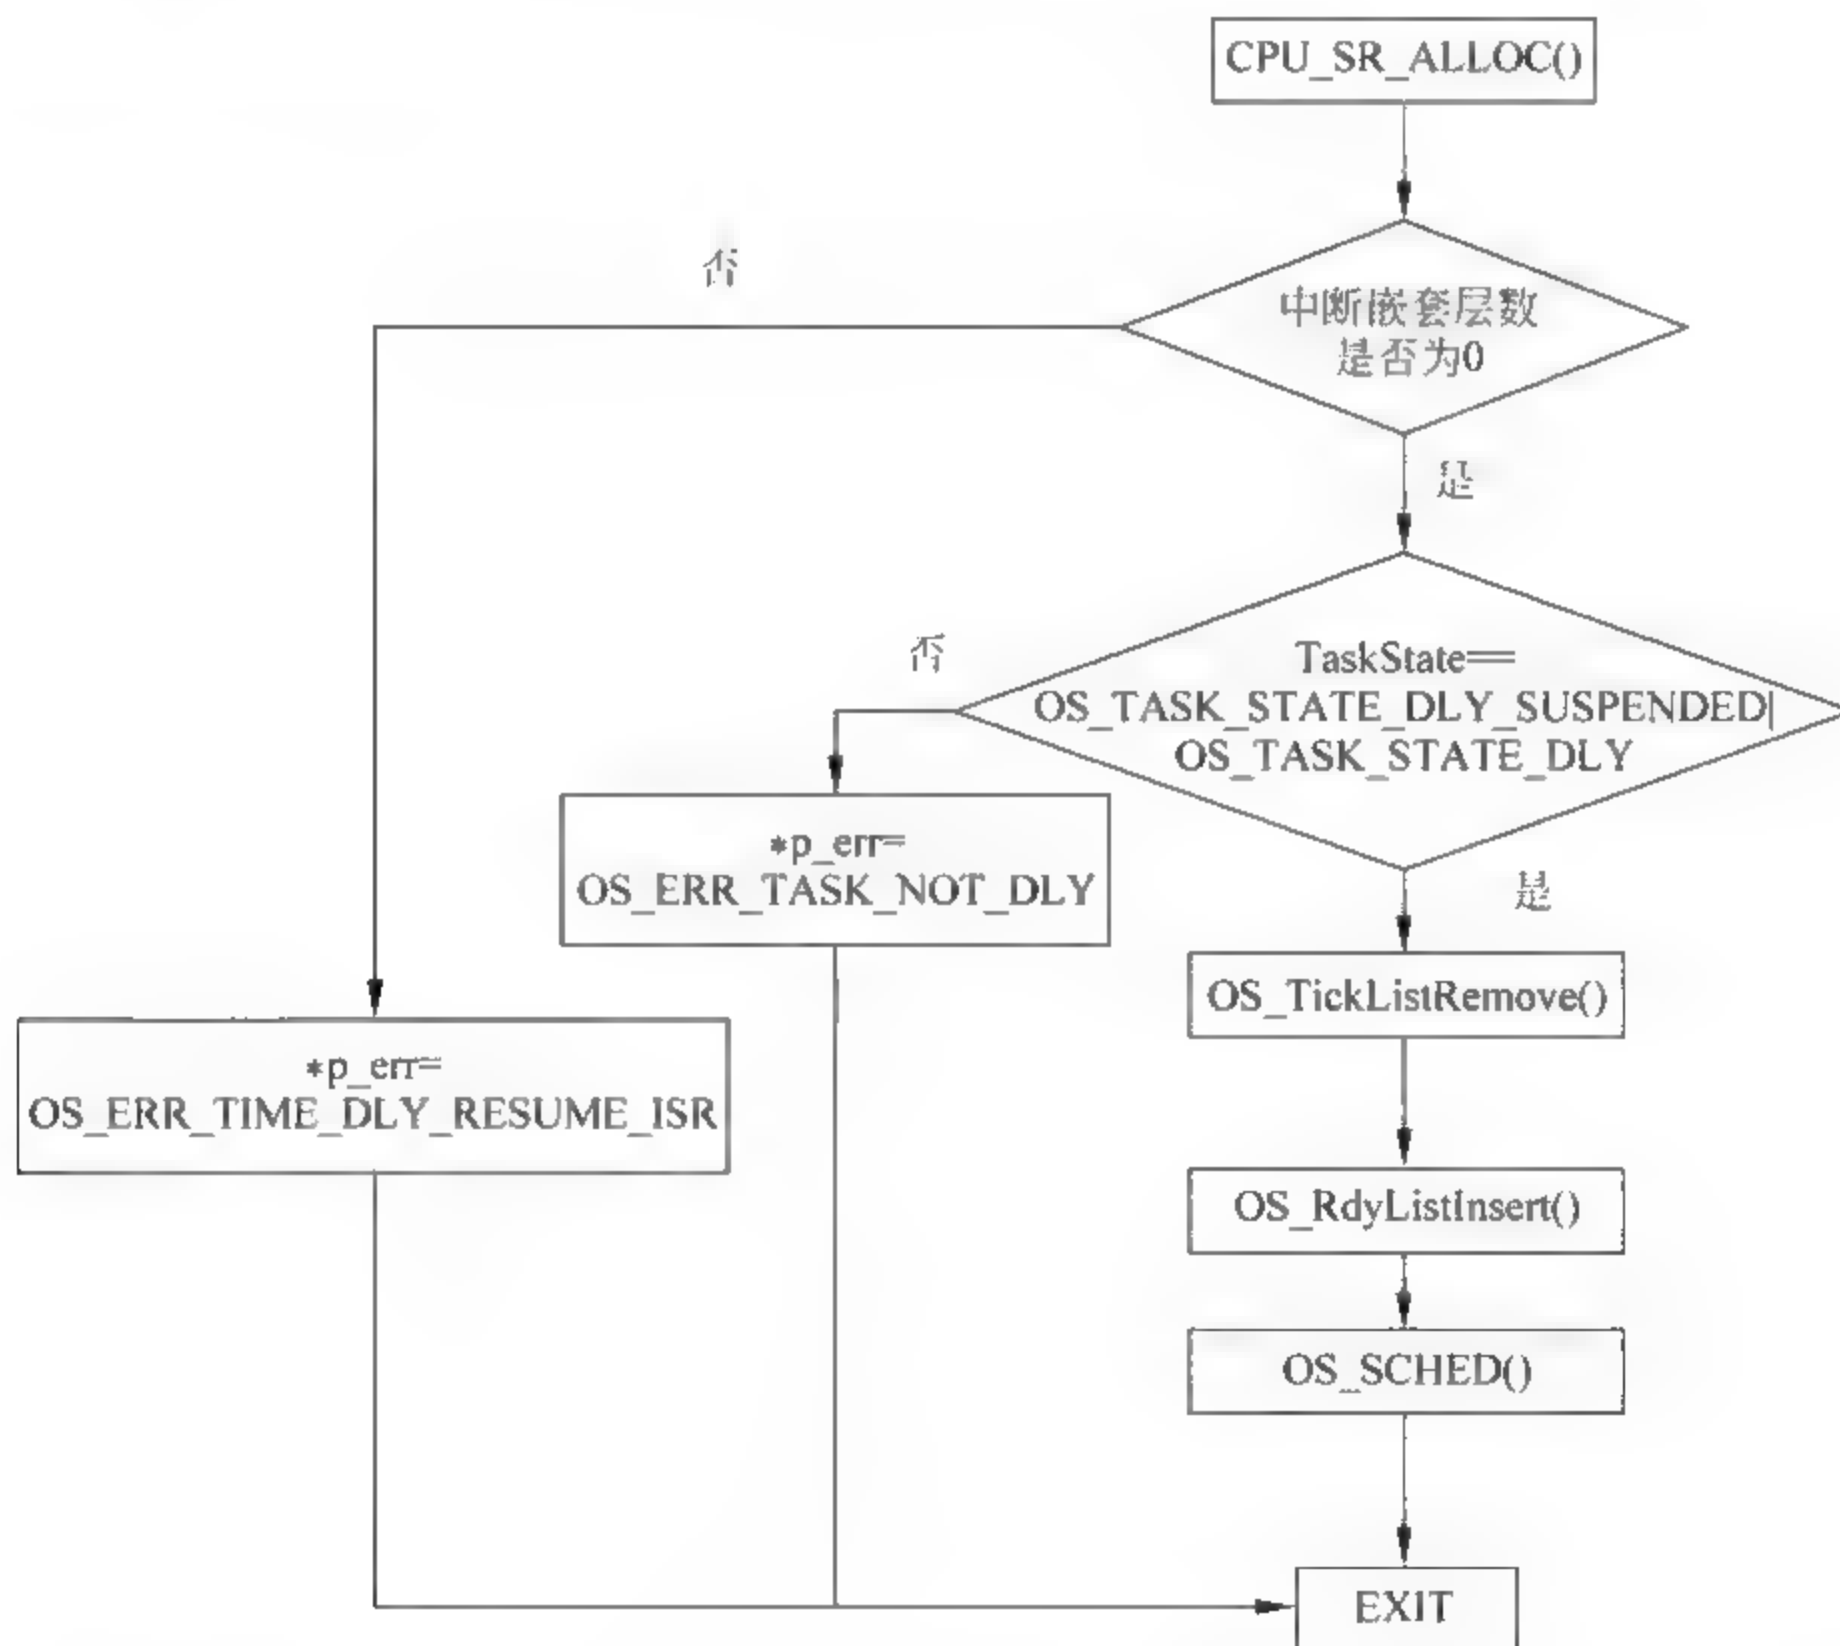 CPU_SR_ALLOC()
否
中断嵌套层数
是否为0
是
否
TaskState==
OS_TASK_STATE_DLY_SUSPENDED|
OS_TASK_STATE_DLY
*p_err=
OS_ERR_TASK_NOT_DLY
是
OS_TickListRemove()
*p_err=
OS_ERR_TIME_DLY_RESUME_ISR
OS_RdyListInsert()
OS_SCHED()
EXIT